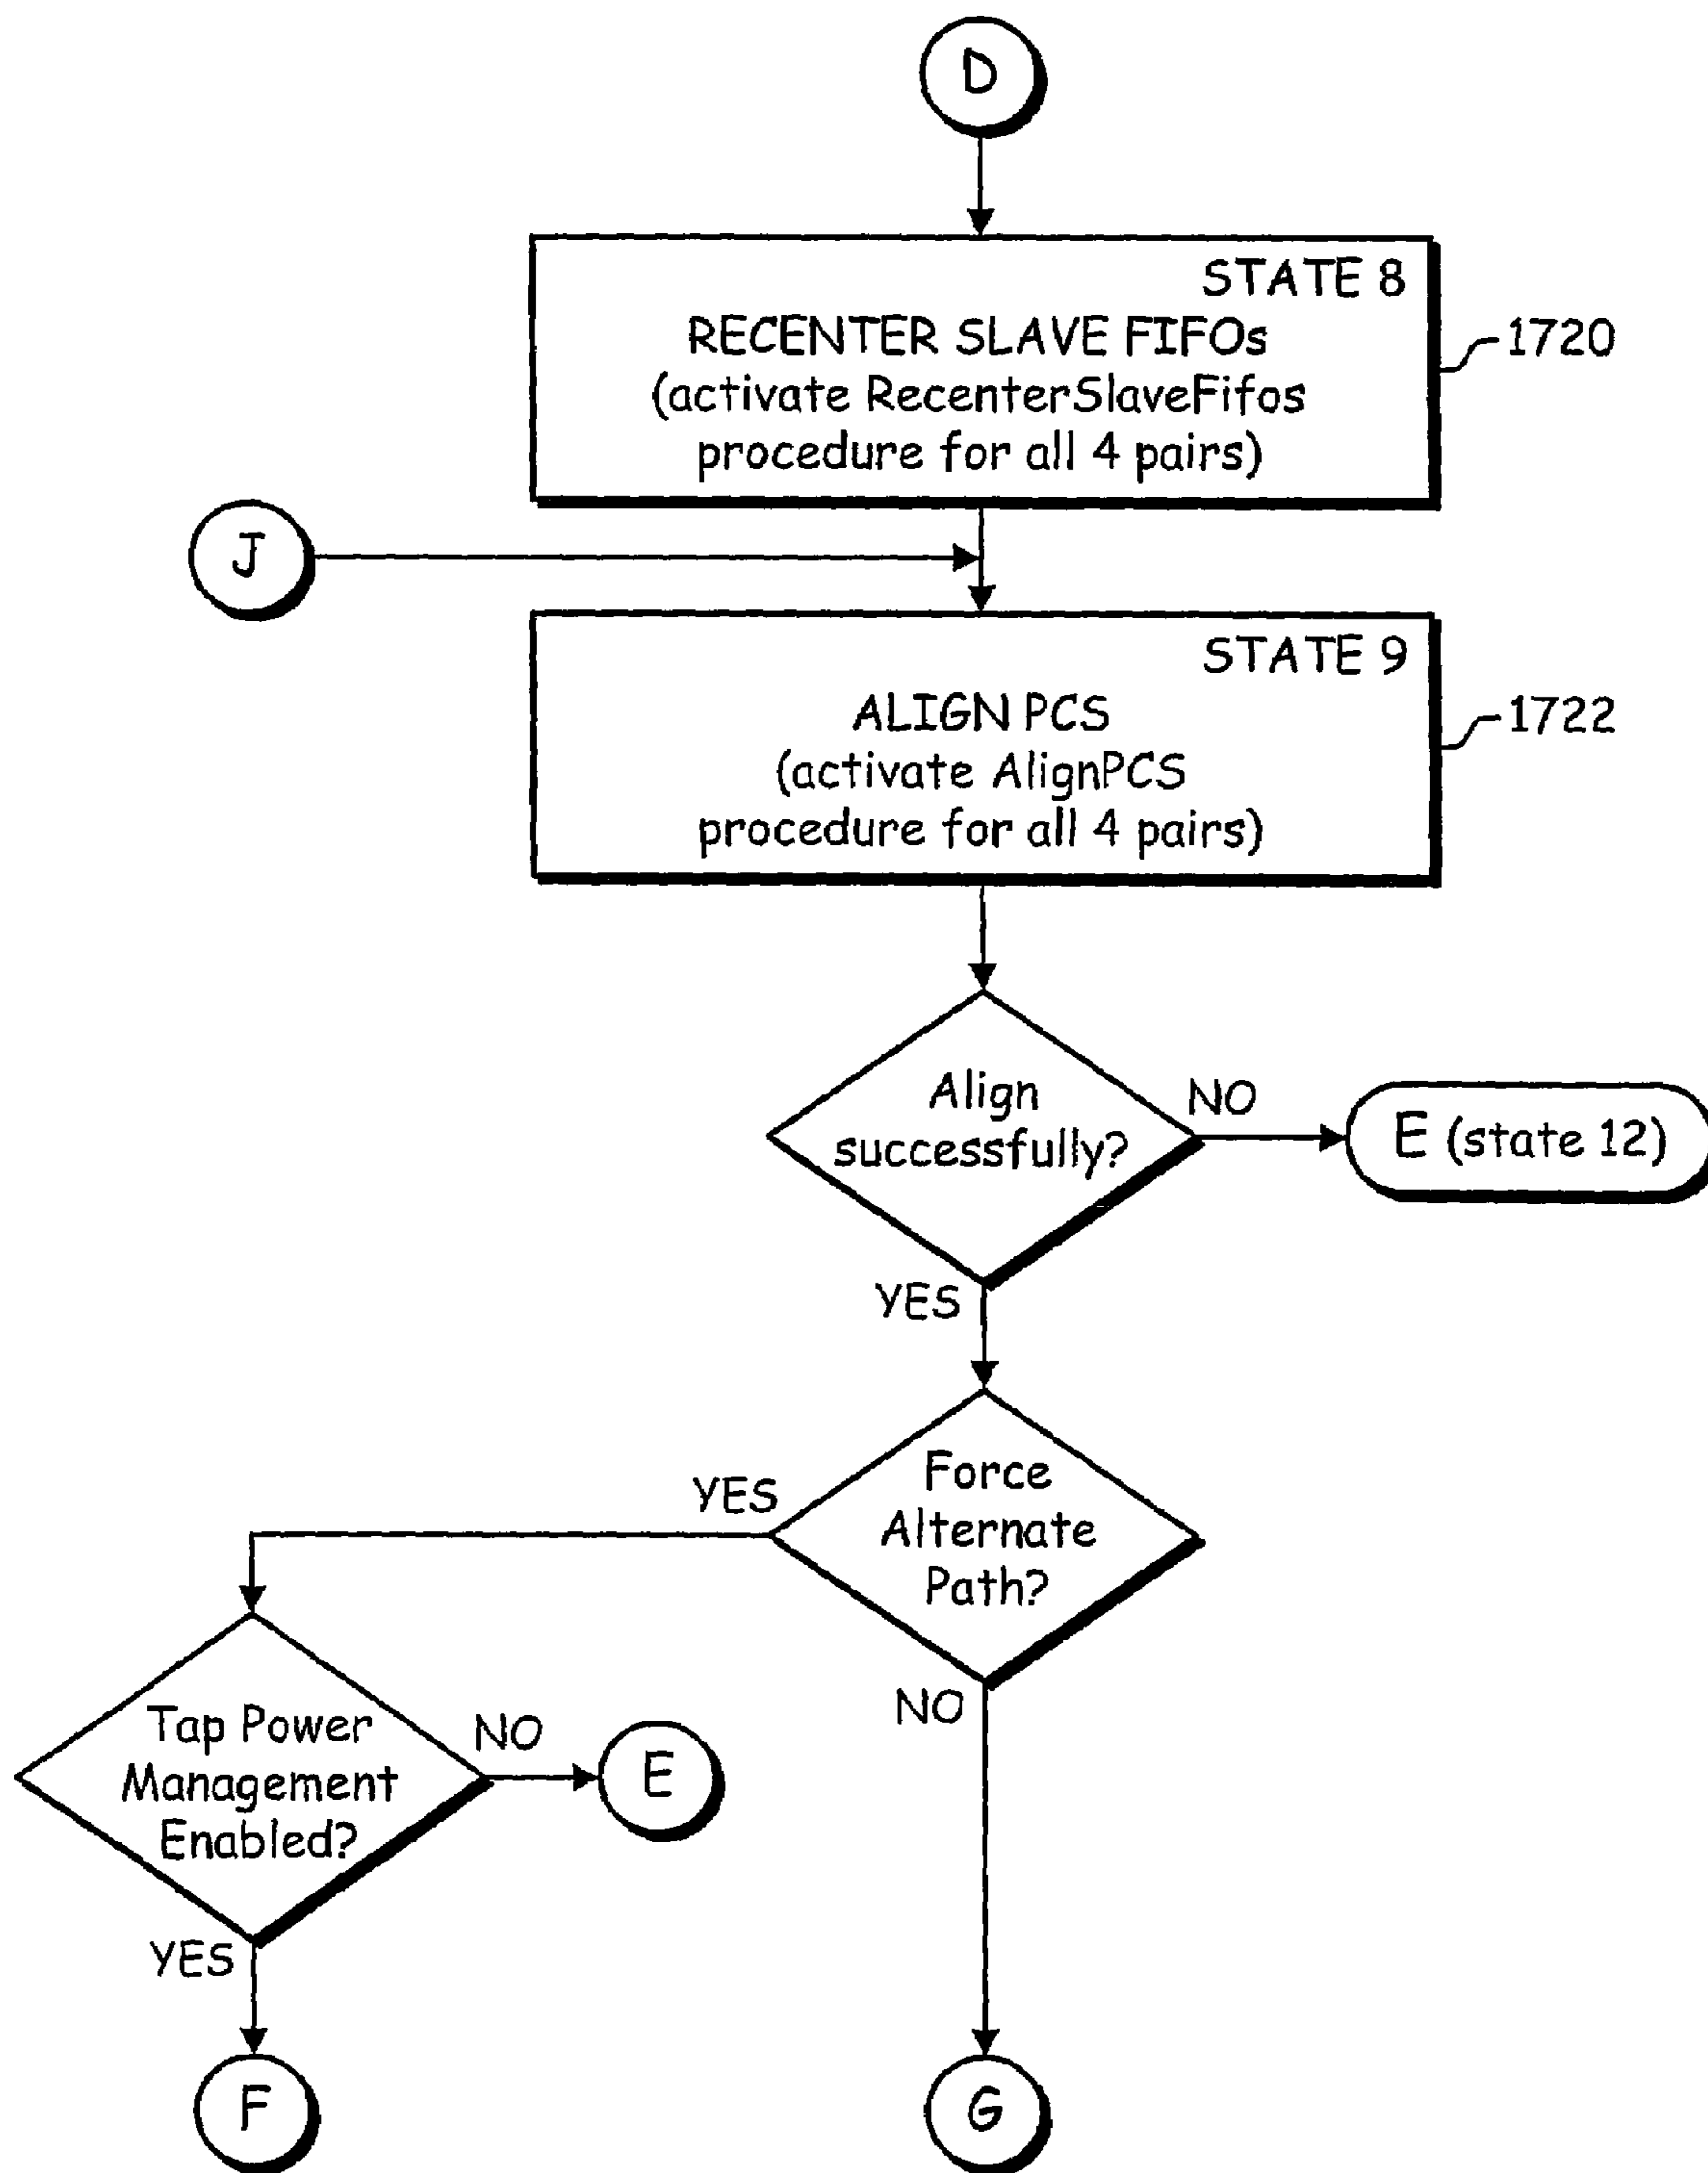 D
STATE 8
RECENTER SLAVE FIFOs
(activate RecenterSlaveFifos
procedure for all 4 pairs)
1720
J
STATE 9
ALIGN PCS
(activate AlignPCS
procedure for all 4 pairs)
1722
Align
successfully?
NO
E (state 12)
YES
Force
Alternate
Path?
YES
NO
Tap Power
Management
Enabled?
NO
E
YES
F
G